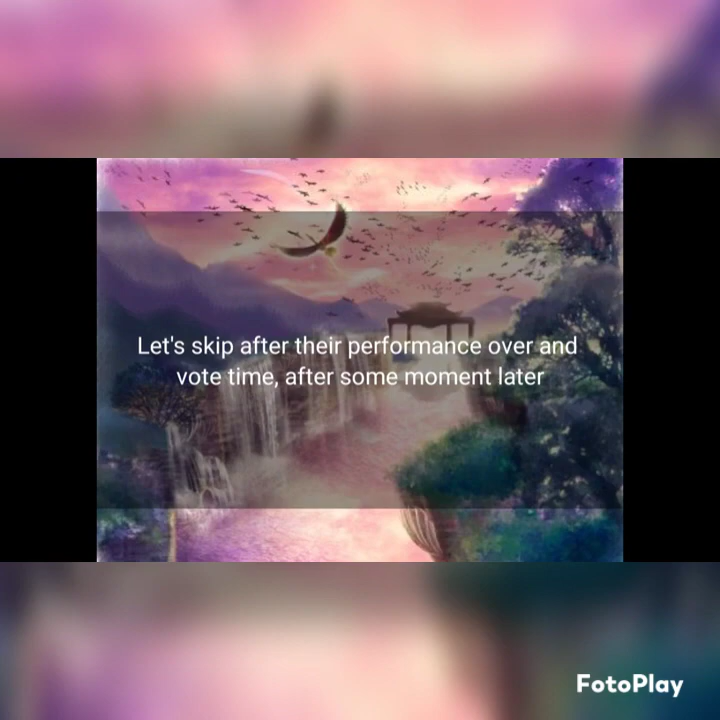 Let's skip after their performance over and
vote time, after some moment later
FotoPlay